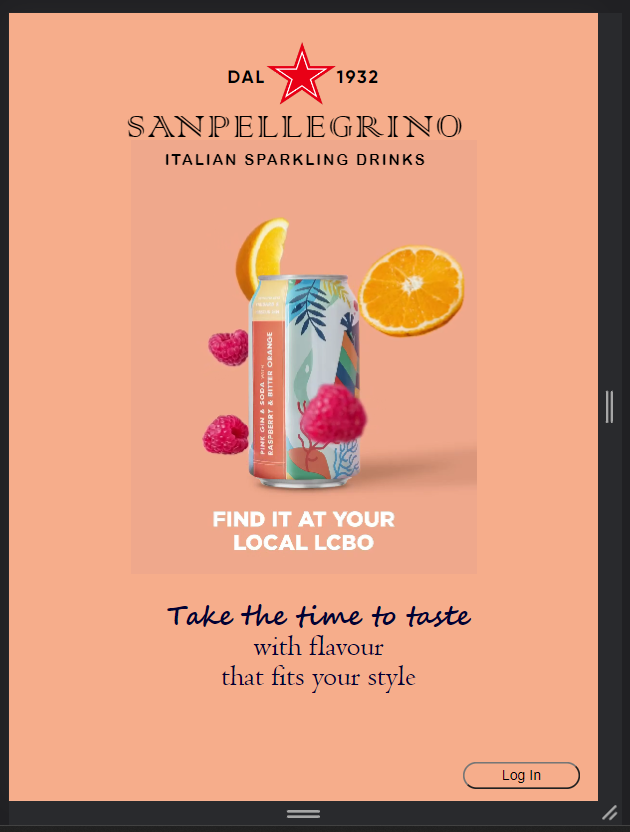 DAL 1932
SANPELLEGRINO
ITALIAN SPARKLING DRINKS
PINK GIN & SODA WITH
RASPBERRY & BITTER ORANGE
FIND IT AT YOUR
LOCAL LCBO
Take the time to taste
with flavour
that fits your style
Log In